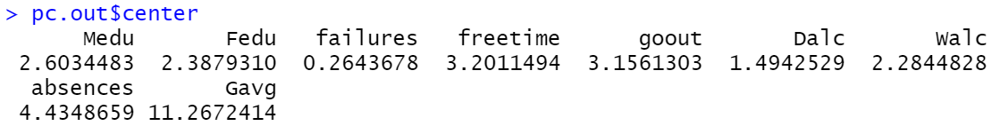 > pc.out$center
Medu Fedu failures freetime goout Dalc Walc
2.6034483 2.3879310 0.2643678 3.2011494 3.1561303 1.4942529 2.2844828
absences Gavg
4.4348659 11.2672414